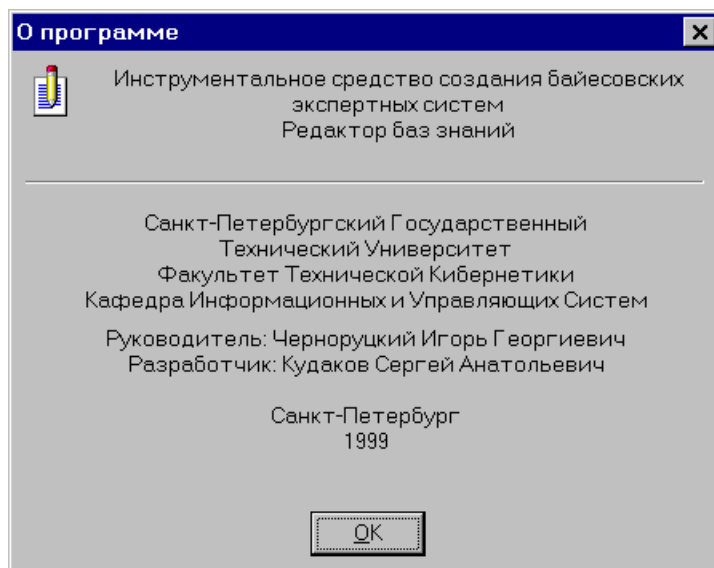 О программе
Инструментальное средство создания байесовских
экспертных систем
Редактор баз знаний
Санкт-Петербургский Государственный
Технический Университет
Факультет Технической Кибернетики
Кафедра Информационных и Управляющих Систем
Руководитель: Черноруцкий Игорь Георгиевич
Разработчик: Кудаков Сергей Анатольевич
Санкт-Петербург
1999
OK